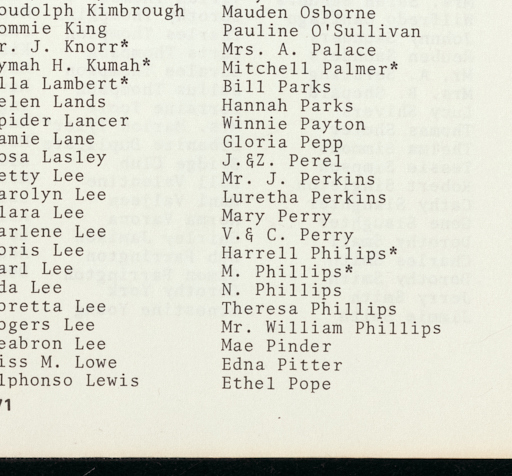 oudolph Kimbrough
ommie King
r. J. Knorr*
ymah H. Kumah*
lla Lambert*
elen Lands
pider Lancer
amie Lane
osa Lasley
etty Lee
arolyn Lee
lara Lee
arlene Lee
oris Lee
arl Lee
da Lee
oretta Lee
ogers Lee
eabron Lee
iss M. Lowe
lphonso Lewis
71
Mauden Osborne
Pauline O'Sullivan
Mrs. A. Palace
Mitchell Palmer*
Bill Parks
Hannah Parks
Winnie Payton
Gloria Pepp
J.&Z. Perel
Mr. J. Perkins
Luretha Perkins
Mary Perry
V.& C. Perry
Harrell Philips*
M. Phillips*
N. Phillips
Theresa Phillips
Mr. William Phillips
Mae Pinder
Edna Pitter
Ethel Pope